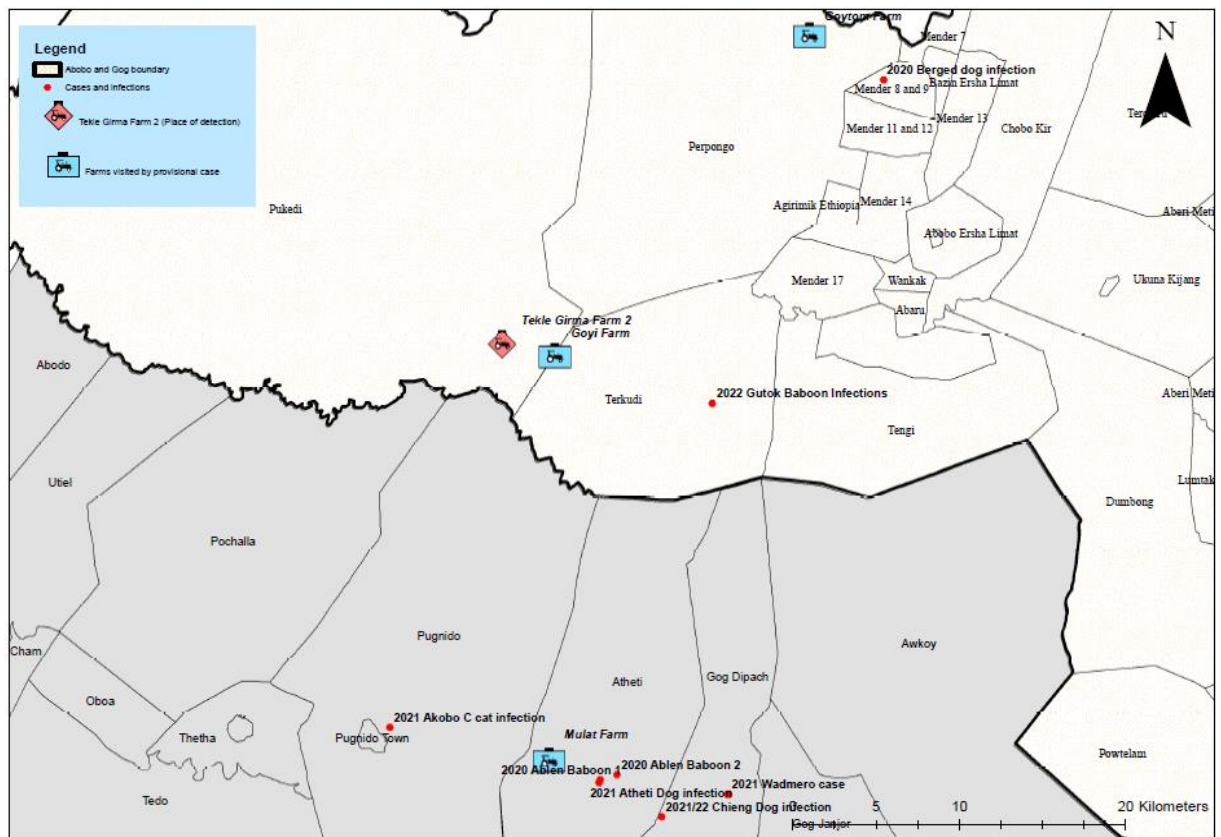 Goytom Farm
N
Legend
Abobo and Gog boundary
Cases and infections
Tekle Girma Farm 2 (Place of detection)
Farms visited by provisional case
Mender 7
2020 Berged dog infection
Mender 8 and 9
Bazin Ersha Limat
Mender 13
Mender 11 and 12
Chobo Kir
Perpongo
Pukedi
Agirimik Ethiopia
Mender 14
Aberi Meti
Abobo Ersha Limat
Mender 17
Wankak
Ukuna Kijang
Abaru
Tekle Girma Farm 2
Goyi Farm
Abodo
Terkudi
2022 Gutok Baboon Infections
Aberi Meti
Tengi
Utiel
Lumtak
Dumbong
Pochalla
Pugnido
Awkoy
Cham
Atheti
Gog Dipach
Oboa
2021 Akobo C cat infection
Thetha
Pugnido Town
Mulat Farm
Powtelam
2020 Ablen Baboon 1
2020 Ablen Baboon 2
2021 Atheti Dog infection
2021 Wadmero case
Tedo
2021/22 Chieng Dog infection
0 5 10 20 Kilometers
Gog Janjor